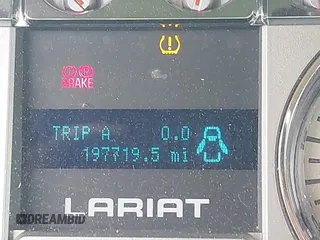 BRAKE
TRIP A 0.0
197719.5 mi
LARIAT
DREAMBID